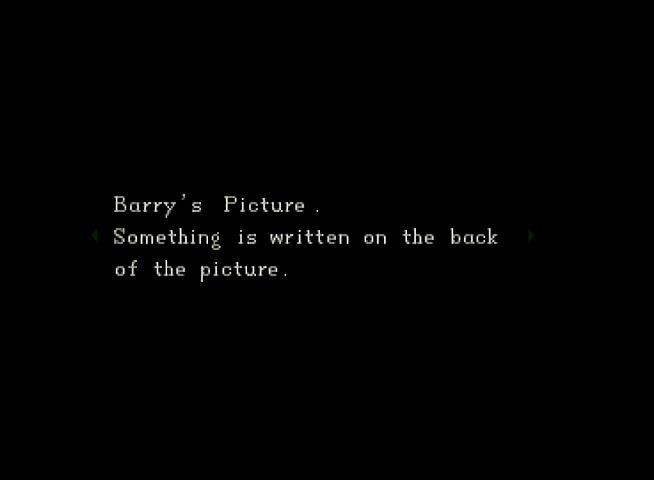 Barry's Picture.
Something is written on the back
of the picture.